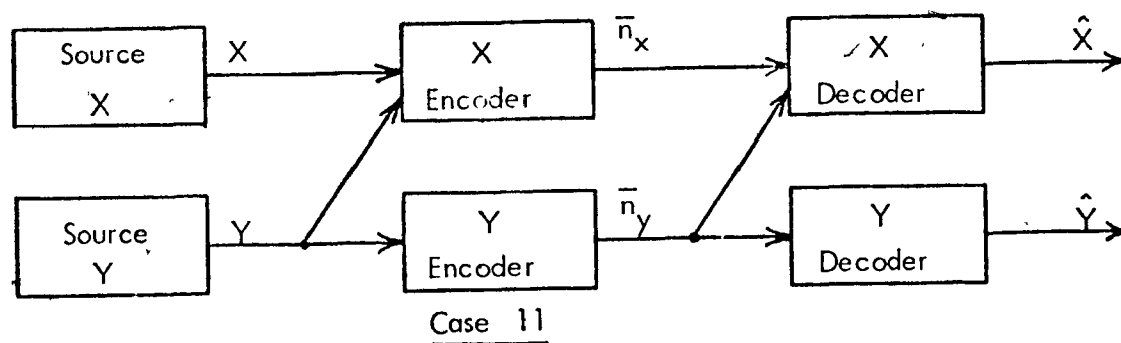 Source X
X
X Encoder
n̄x
X Decoder
X̂
Source Y
Y
Y Encoder
n̄y
Y Decoder
Ŷ
Case 11